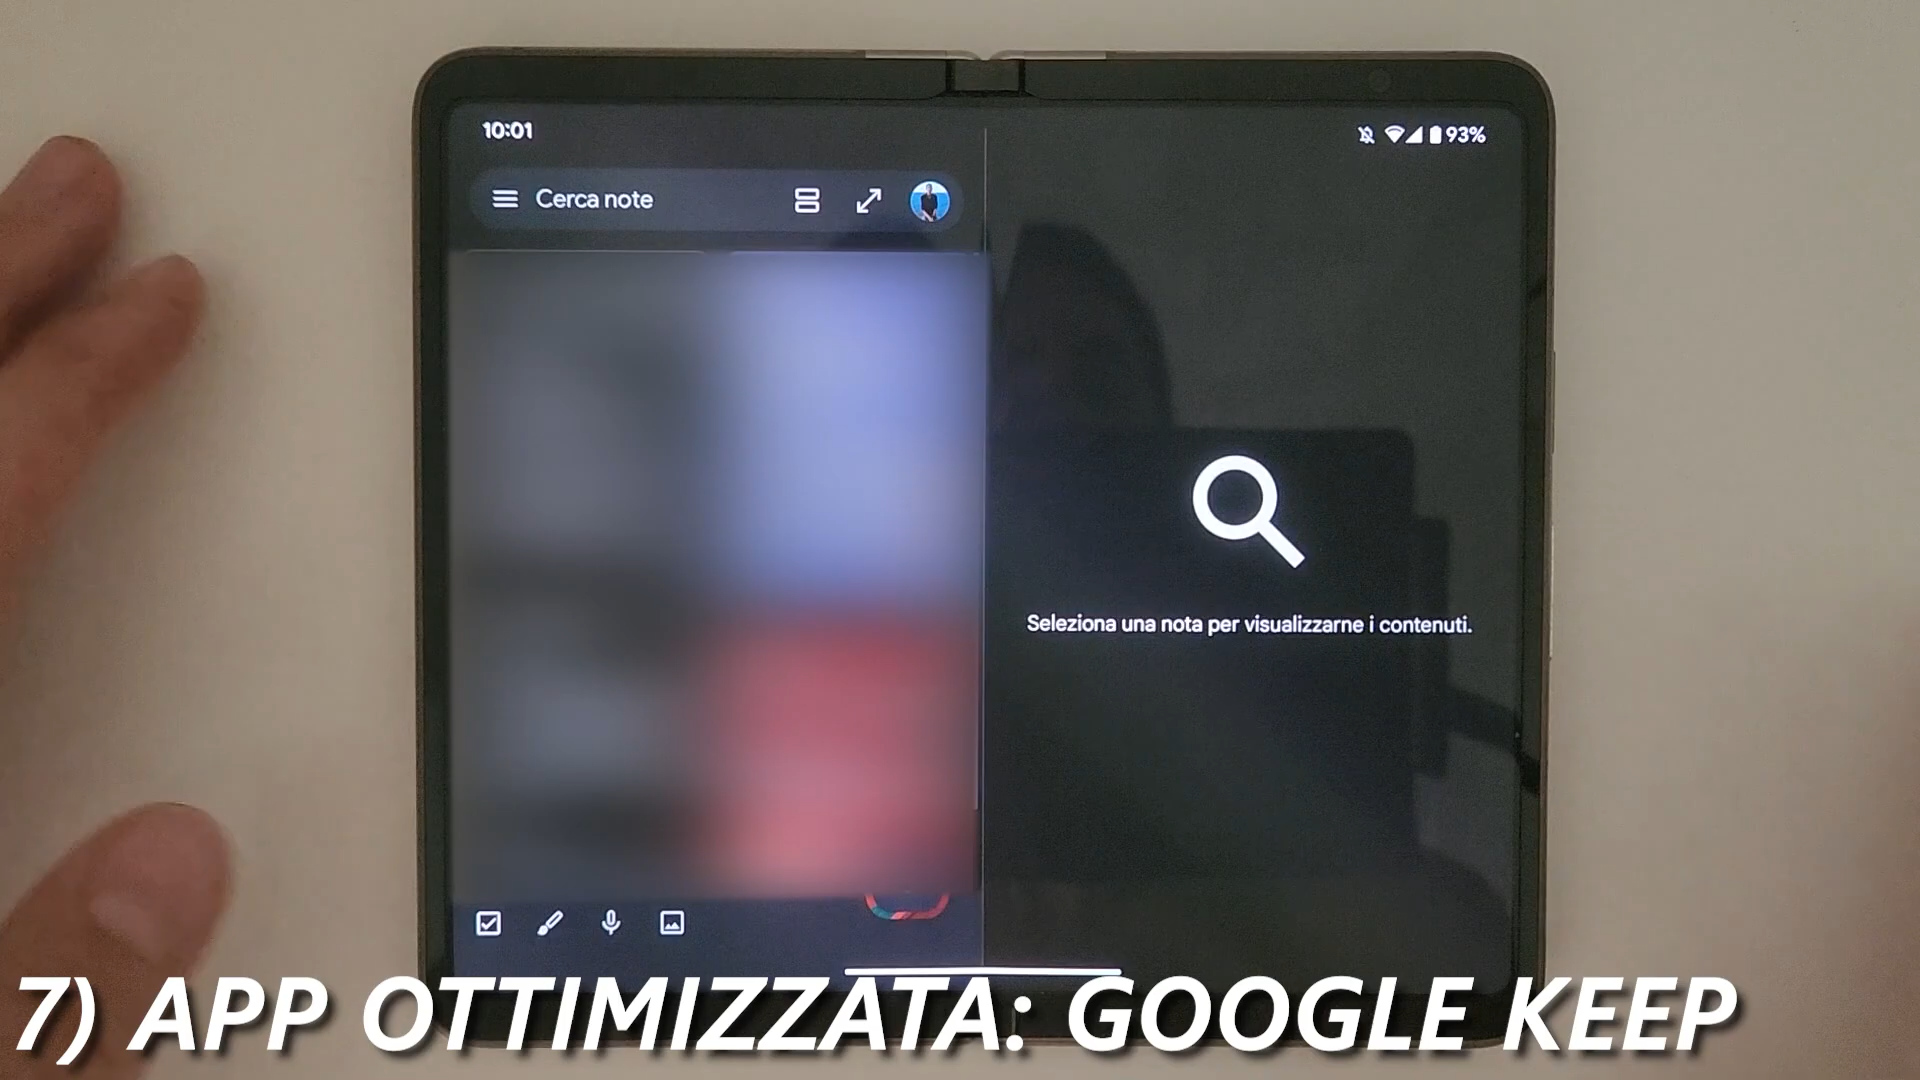 10:01
93%
Cerca note
Seleziona una nota per visualizzarne i contenuti.
7) APP OTTIMIZZATA: GOOGLE KEEP